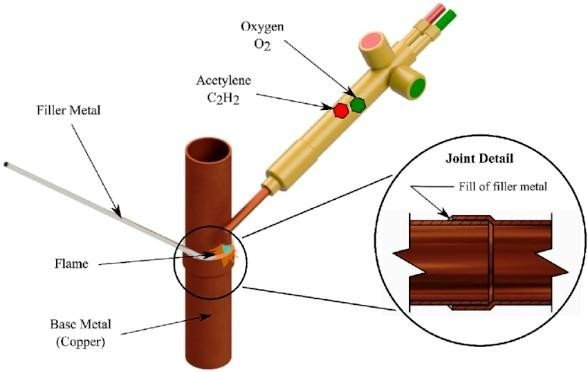 Oxygen
O2
Acetylene
C2H2
Filler Metal
Joint Detail
Fill of filler metal
Flame
Base Metal
(Copper)